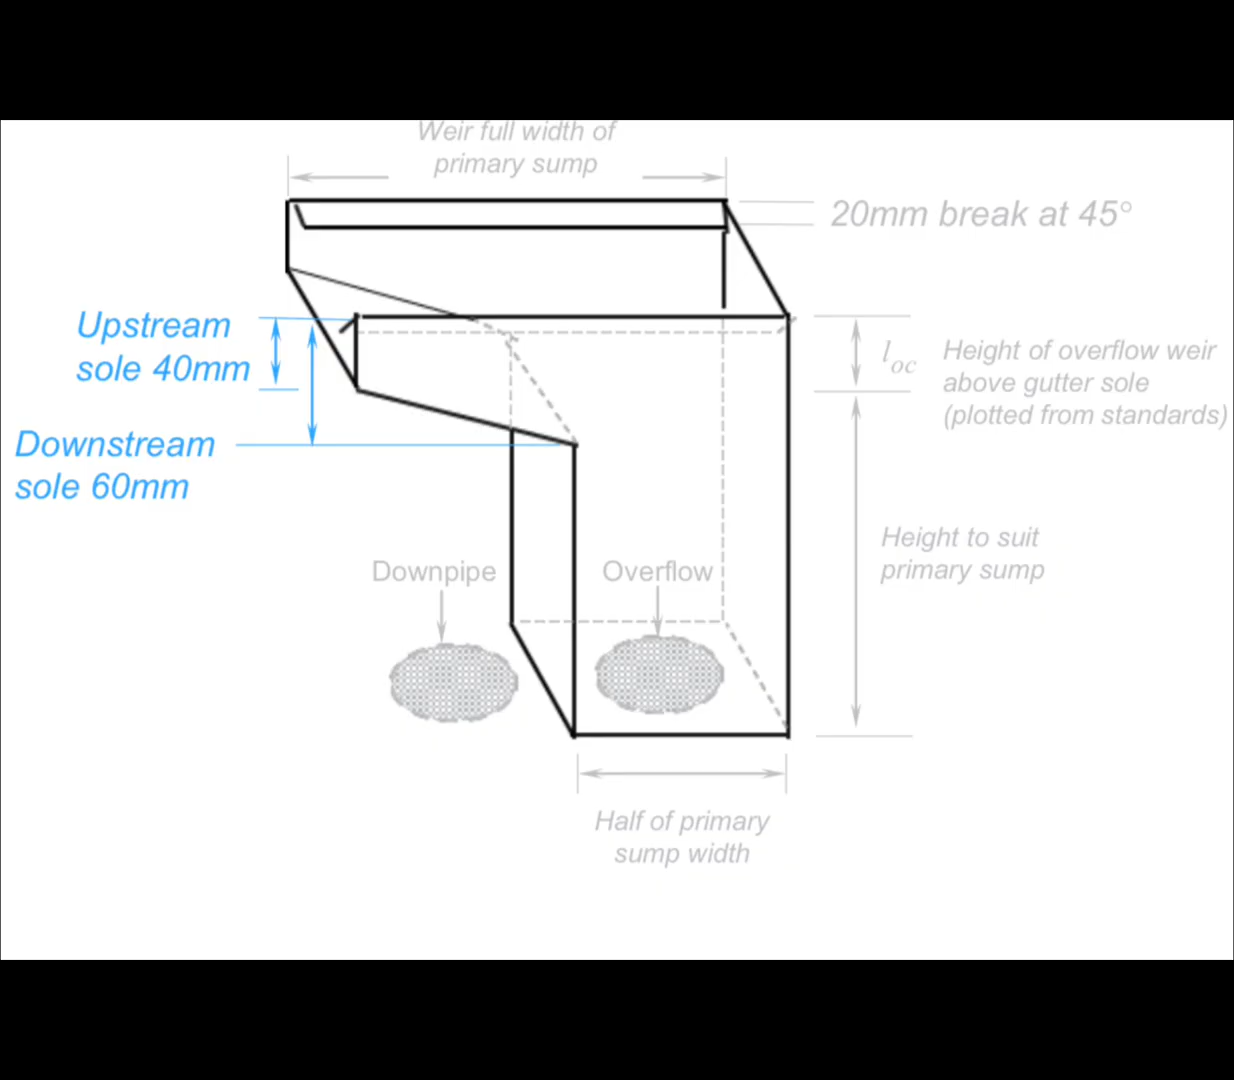 Weir full width of
primary sump
20mm break at 45°
Upstream
sole 40mm
l_oc
Height of overflow weir
above gutter sole
(plotted from standards)
Downstream
sole 60mm
Height to suit
primary sump
Downpipe
Overflow
Half of primary
sump width